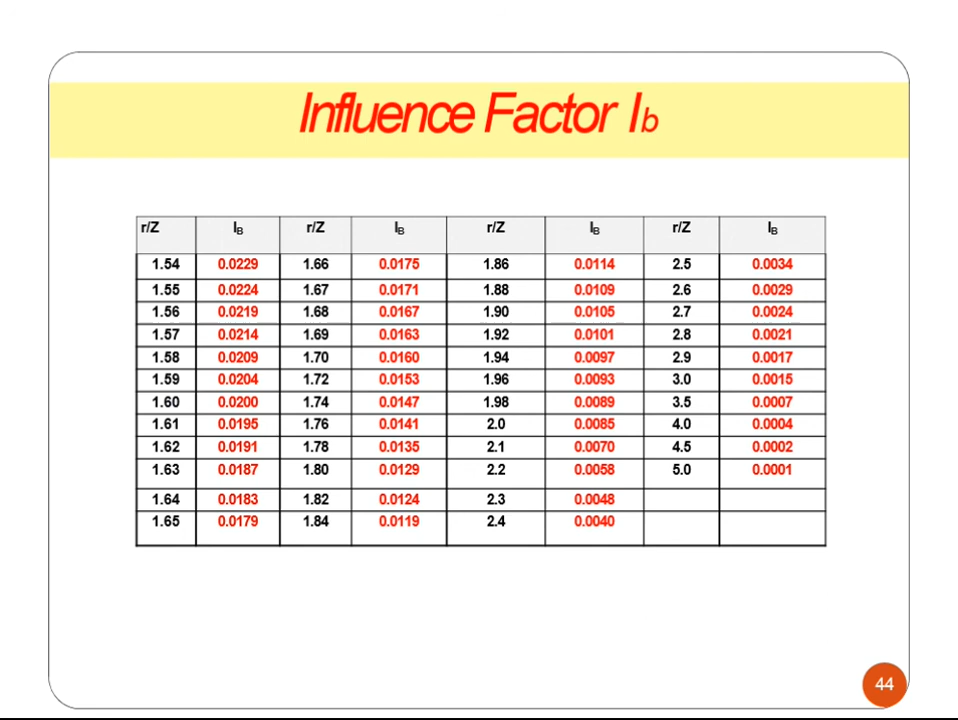 Influence Factor Ib
r/Z IB r/Z IB r/Z IB r/Z IB
1.54 0.0229 1.66 0.0175 1.86 0.0114 2.5 0.0034
1.55 0.0224 1.67 0.0171 1.88 0.0109 2.6 0.0029
1.56 0.0219 1.68 0.0167 1.90 0.0105 2.7 0.0024
1.57 0.0214 1.69 0.0163 1.92 0.0101 2.8 0.0021
1.58 0.0209 1.70 0.0160 1.94 0.0097 2.9 0.0017
1.59 0.0204 1.72 0.0153 1.96 0.0093 3.0 0.0015
1.60 0.0200 1.74 0.0147 1.98 0.0089 3.5 0.0007
1.61 0.0195 1.76 0.0141 2.0 0.0085 4.0 0.0004
1.62 0.0191 1.78 0.0135 2.1 0.0070 4.5 0.0002
1.63 0.0187 1.80 0.0129 2.2 0.0058 5.0 0.0001
1.64 0.0183 1.82 0.0124 2.3 0.0048
1.65 0.0179 1.84 0.0119 2.4 0.0040
44